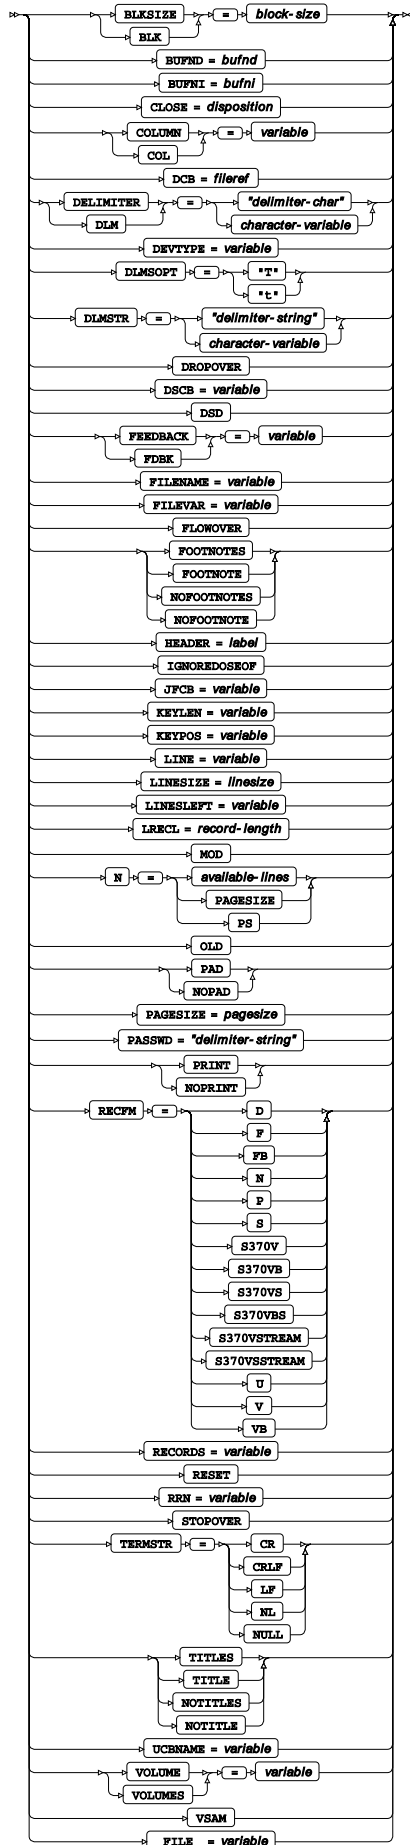 BLKSIZE = block-size
BLK
BUFND = bufnd
BUFNI = bufni
CLOSE = disposition
COLUMN = variable
COL
DCB = fileref
DELIMITER = "delimiter-char"
DLM character-variable
DEVTYPE = variable
DLMSOPT = "T"
"t"
DLMSTR = "delimiter-string"
character-variable
DROPOVER
DSCB = variable
DSD
FEEDBACK = variable
FDBK
FILENAME = variable
FILEVAR = variable
FLOWOVER
FOOTNOTES
FOOTNOTE
NOFOOTNOTES
NOFOOTNOTE
HEADER = label
IGNOREDOSEOF
JFCB = variable
KEYLEN = variable
KEYPOS = variable
LINE = variable
LINESIZE = linesize
LINESLEFT = variable
LRECL = record-length
MOD
N = available-lines
PAGESIZE
PS
OLD
PAD
NOPAD
PAGESIZE = pagesize
PASSWD = "delimiter-string"
PRINT
NOPRINT
RECFM = D
F
FB
N
P
S
S370V
S370VB
S370VS
S370VBS
S370VSTREAM
S370VSSTREAM
U
V
VB
RECORDS = variable
RESET
RRN = variable
STOPOVER
TERMSTR = CR
CRLF
LF
NL
NULL
TITLES
TITLE
NOTITLES
NOTITLE
UCBNAME = variable
VOLUME = variable
VOLUMES
VSAM
_FILE_ = variable